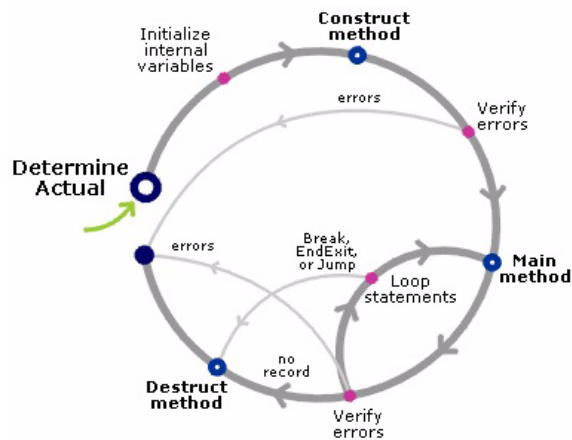 Construct
method
Initialize
internal
variables
errors
Verify
errors
Determine
Actual
errors
Break,
EndExit,
or Jump
Loop
statements
Main
method
no
record
Destruct
method
Verify
errors